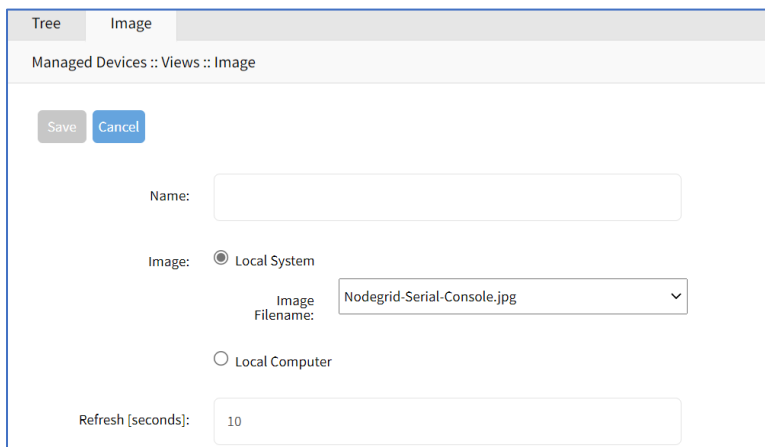 Tree Image
Managed Devices :: Views :: Image
Save Cancel
Name:
Image: Local System
Image Filename: Nodegrid-Serial-Console.jpg
Local Computer
Refresh [seconds]: 10